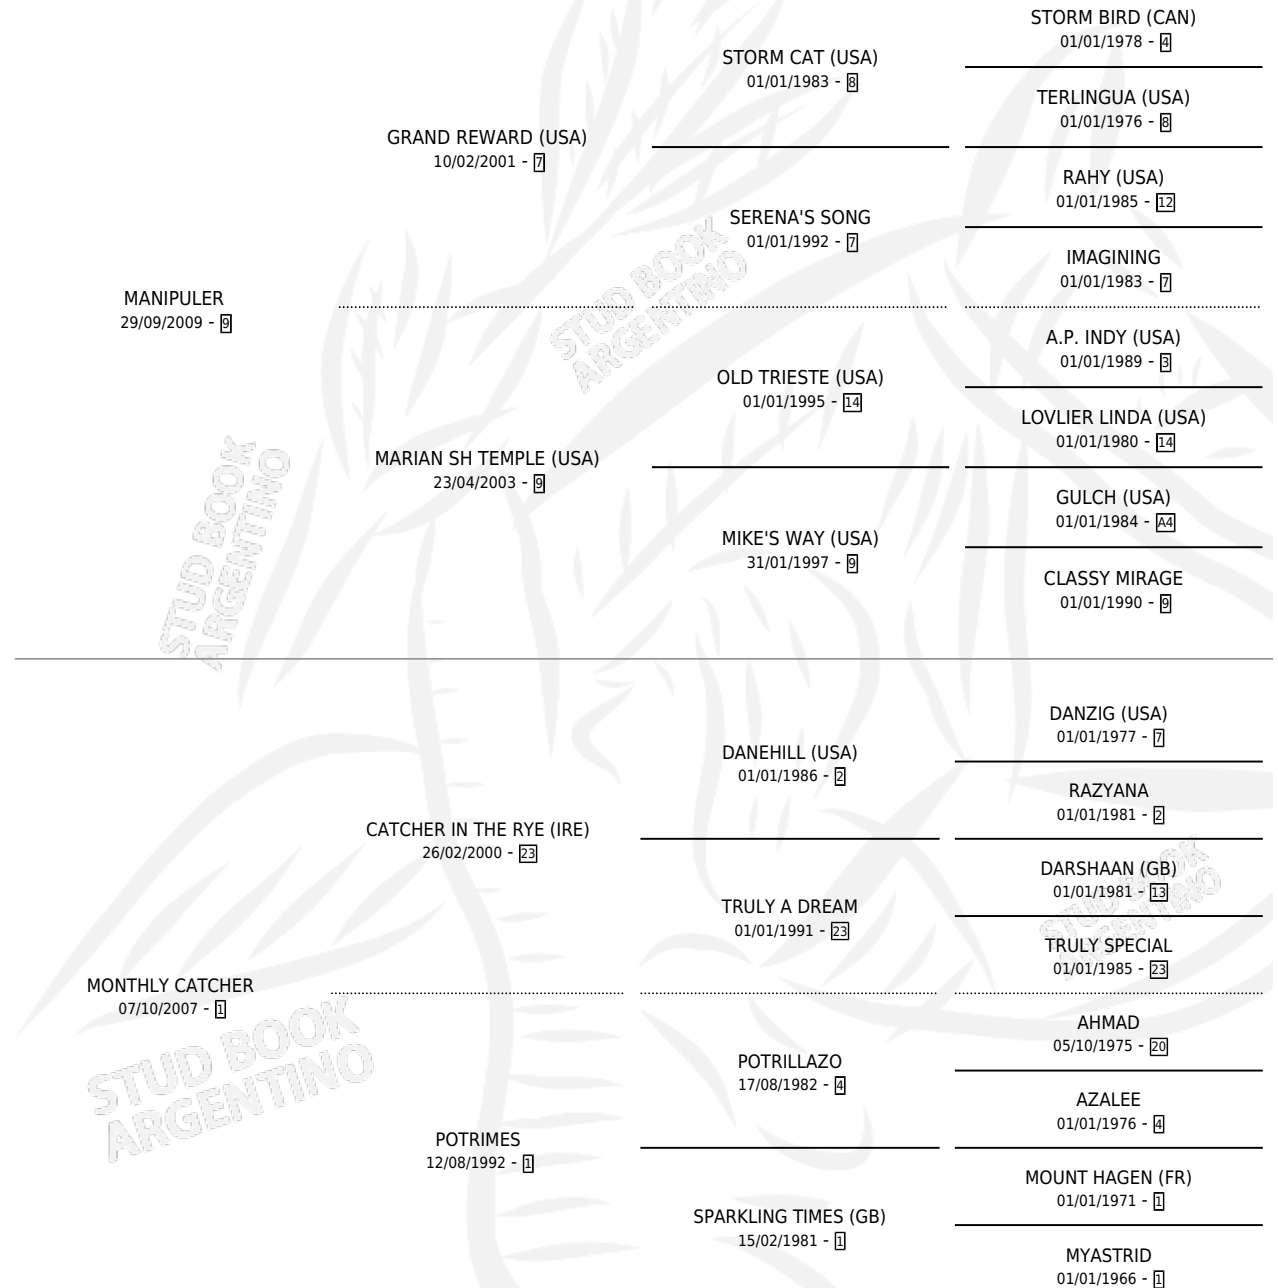 STORM BIRD (CAN)
01/01/1978 - 4
STORM CAT (USA)
01/01/1983 - 8
TERLINGUA (USA)
01/01/1976 - 8
GRAND REWARD (USA)
10/02/2001 - 7
RAHY (USA)
01/01/1985 - 12
SERENA'S SONG
01/01/1992 - 7
IMAGINING
01/01/1983 - 7
MANIPULER
29/09/2009 - 9
STUD BOOK
ARGENTINO
A.P. INDY (USA)
01/01/1989 - 3
OLD TRIESTE (USA)
01/01/1995 - 14
LOVLIER LINDA (USA)
01/01/1980 - 14
MARIAN SH TEMPLE (USA)
23/04/2003 - 9
GULCH (USA)
01/01/1984 - A4
MIKE'S WAY (USA)
31/01/1997 - 9
CLASSY MIRAGE
01/01/1990 - 9
STUD BOOK
ARGENTINO
DANZIG (USA)
01/01/1977 - 7
DANEHILL (USA)
01/01/1986 - 2
RAZYANA
01/01/1981 - 2
CATCHER IN THE RYE (IRE)
26/02/2000 - 23
DARSHAAN (GB)
01/01/1981 - 13
TRULY A DREAM
01/01/1991 - 23
STUD BOOK
ARGENTINO
TRULY SPECIAL
01/01/1985 - 23
MONTHLY CATCHER
07/10/2007 - 1
STUD BOOK
ARGENTINO
AHMAD
05/10/1975 - 20
POTRILLAZO
17/08/1982 - 4
AZALEE
01/01/1976 - 4
POTRIMES
12/08/1992 - 1
MOUNT HAGEN (FR)
01/01/1971 - 1
SPARKLING TIMES (GB)
15/02/1981 - 1
MYASTRID
01/01/1966 - 1